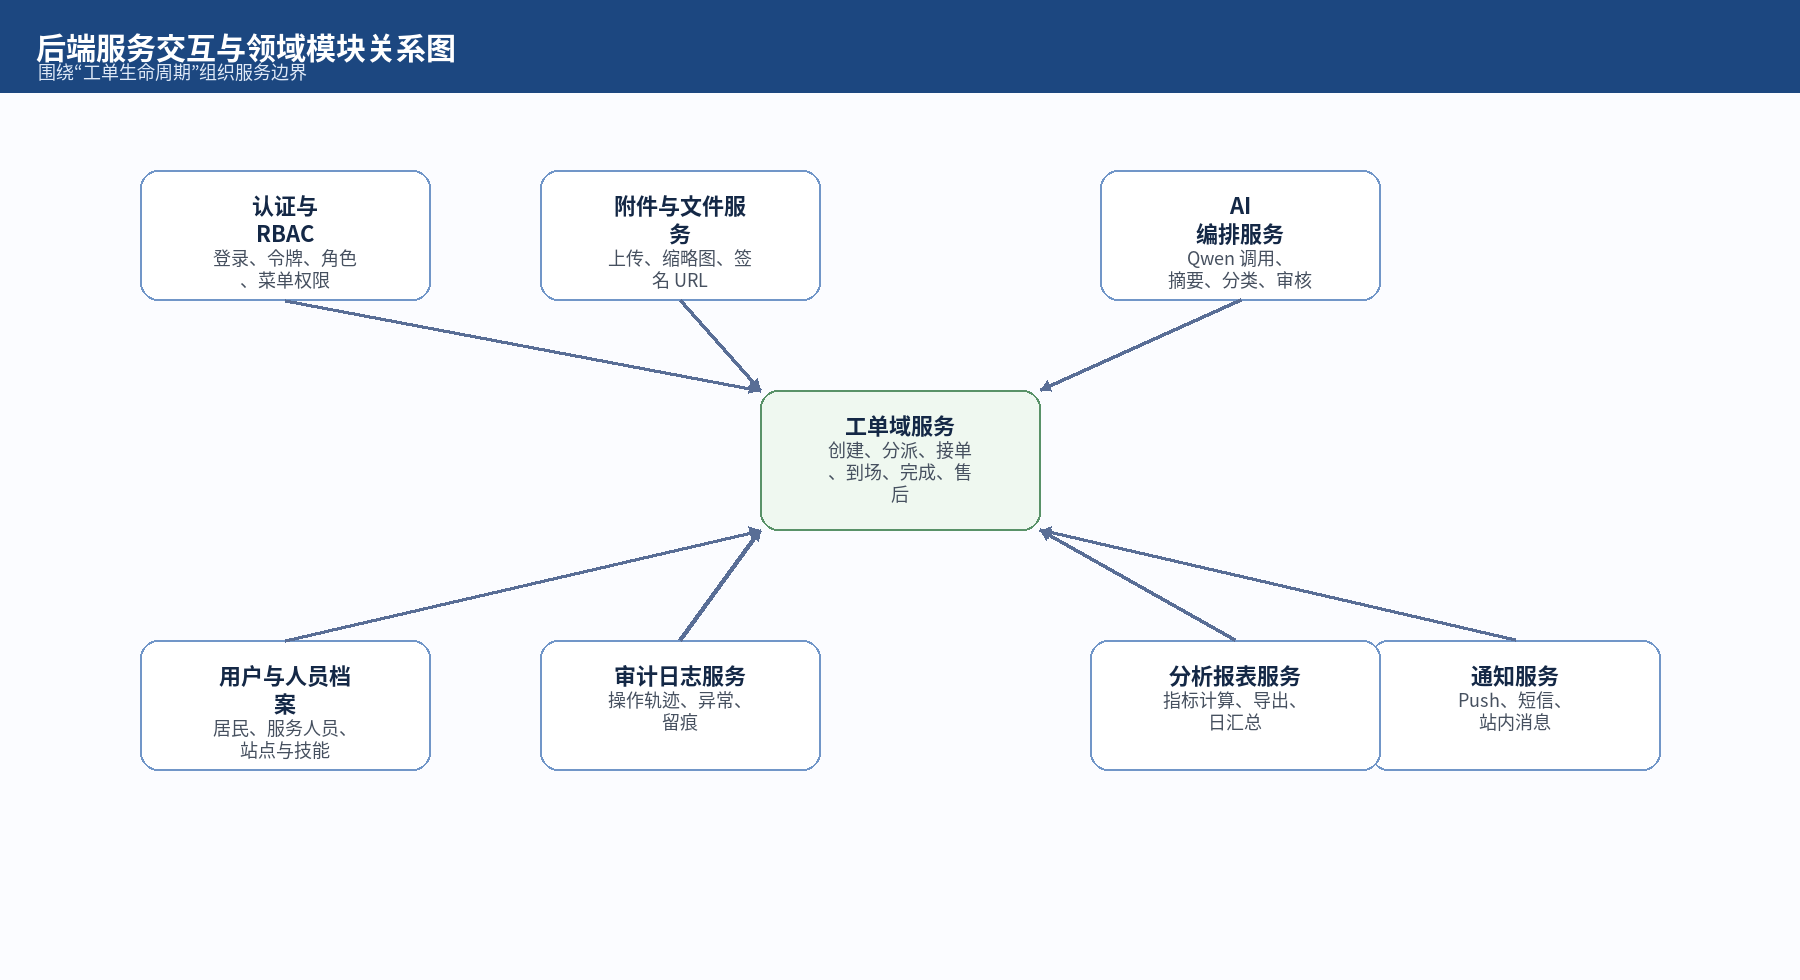 后端服务交互与领域模块关系图
围绕“工单生命周期”组织服务边界
认证与
RBAC
登录、令牌、角色
、菜单权限
附件与文件服
务
上传、缩略图、签
名 URL
AI
编排服务
Qwen 调用、
摘要、分类、审核
工单域服务
创建、分派、接单
、到场、完成、售
后
用户与人员档
案
居民、服务人员、
站点与技能
审计日志服务
操作轨迹、异常、
留痕
分析报表服务
指标计算、导出、
日汇总
通知服务
Push、短信、
站内消息